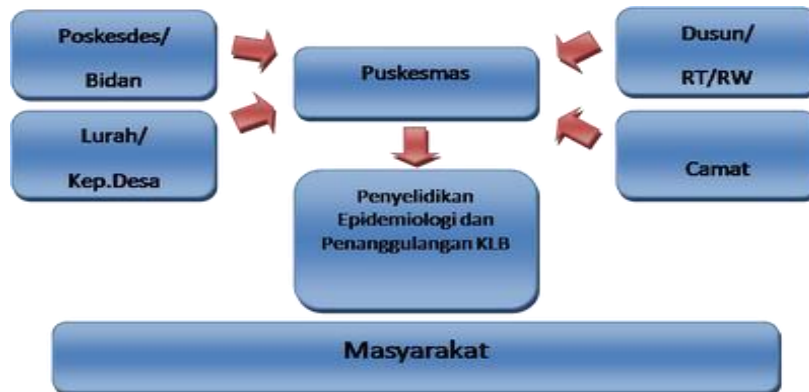 Poskesdes/
Bidan
Lurah/
Kep.Desa
Puskesmas
Penyelidikan
Epidemiologi dan
Penanggulangan KLB
Dusun/
RT/RW
Camat
Masyarakat